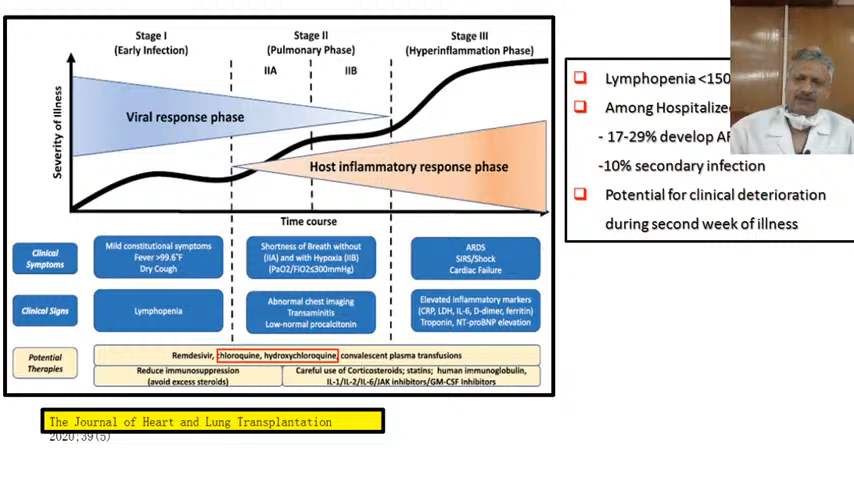 Stage I
(Early Infection)
Stage II
(Pulmonary Phase)
Stage III
(Hyperinflammation Phase)
IIA
IIB
Severity of Illness
Viral response phase
Host inflammatory response phase
Time course
Clinical
Symptoms
Mild constitutional symptoms
Fever >99.6°F
Dry Cough
Shortness of Breath without
(IIA) and with Hypoxia (IIB)
(PaO2/FiO2≤300mmHg)
ARDS
SIRS/Shock
Cardiac Failure
Clinical Signs
Lymphopenia
Abnormal chest imaging
Transaminitis
Low-normal procalcitonin
Elevated inflammatory markers
(CRP, LDH, IL-6, D-dimer, ferritin)
Troponin, NT-proBNP elevation
Potential
Therapies
Remdesivir, chloroquine, hydroxychloroquine, convalescent plasma transfusions
Reduce immunosuppression
(avoid excess steroids)
Careful use of Corticosteroids; statins; human immunoglobulin,
IL-1/IL-2/IL-6/JAK inhibitors/GM-CSF Inhibitors
The Journal of Heart and Lung Transplantation
2020;39(5)
Lymphopenia <150
Among
- 17-29% develop
-10% secondary infection
Potential for clinical deterioration
during second week of illness